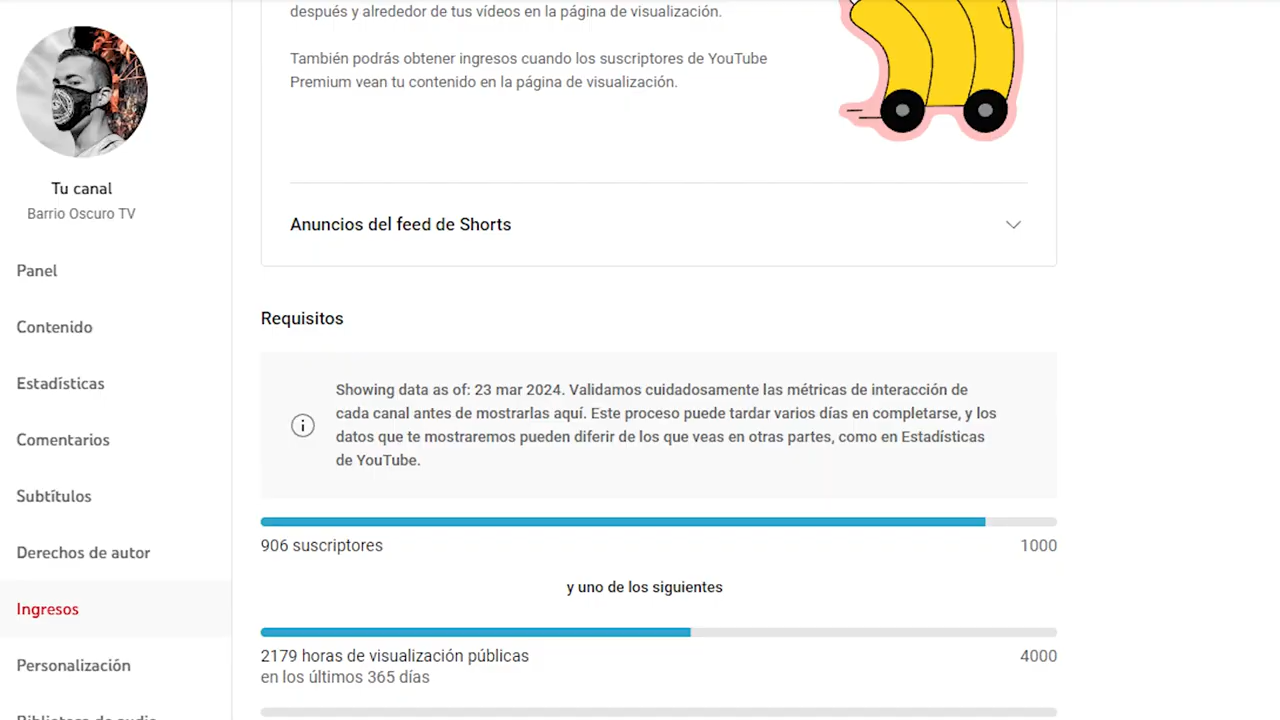 después y alrededor de tus vídeos en la página de visualización.
También podrás obtener ingresos cuando los suscriptores de YouTube
Premium vean tu contenido en la página de visualización.
Anuncios del feed de Shorts
Tu canal
Barrio Oscuro TV
Panel
Contenido
Estadísticas
Comentarios
Subtítulos
Derechos de autor
Ingresos
Personalización
Biblioteca de audio
Requisitos
Showing data as of: 23 mar 2024. Validamos cuidadosamente las métricas de interacción de
cada canal antes de mostrarlas aquí. Este proceso puede tardar varios días en completarse, y los
datos que te mostraremos pueden diferir de los que veas en otras partes, como en Estadísticas
de YouTube.
906 suscriptores 1000
y uno de los siguientes
2179 horas de visualización públicas 4000
en los últimos 365 días